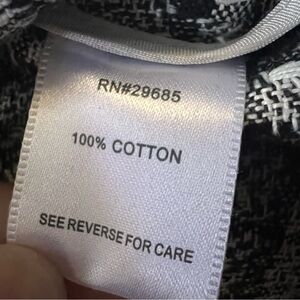 RN#29685
100% COTTON
SEE REVERSE FOR CARE